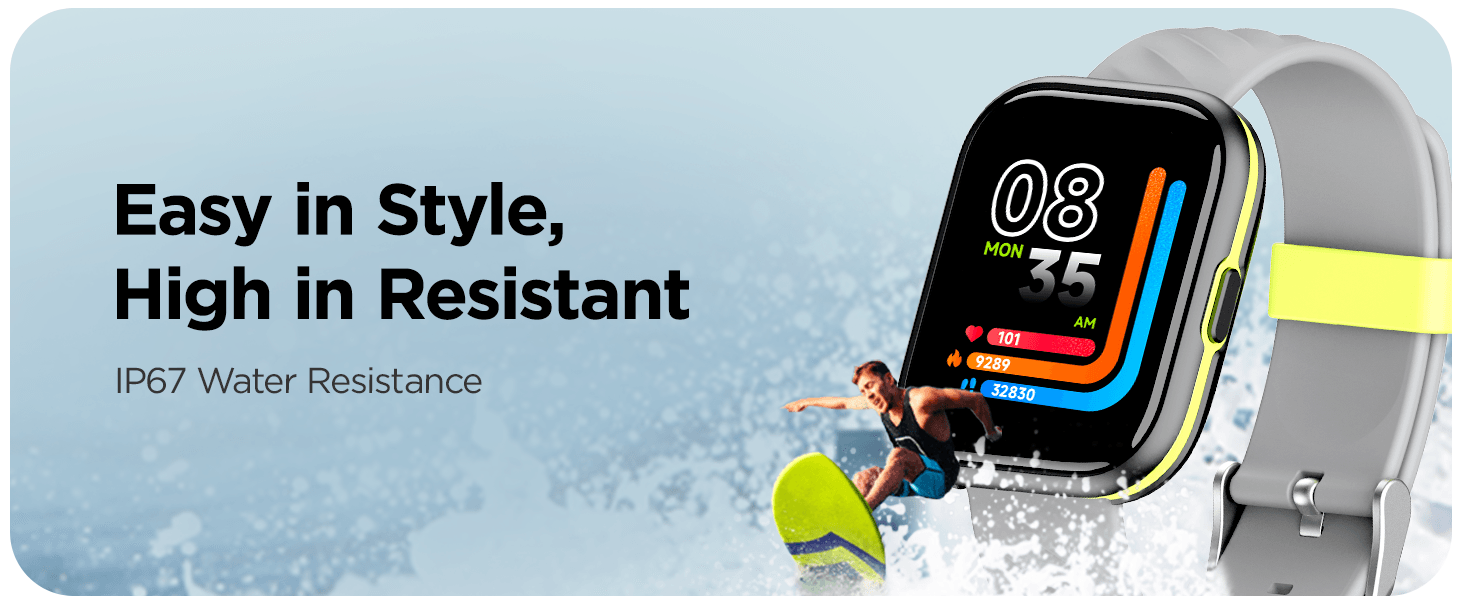 Easy in Style,
High in Resistant
IP67 Water Resistance
08
MON
35
AM
101
9289
32830